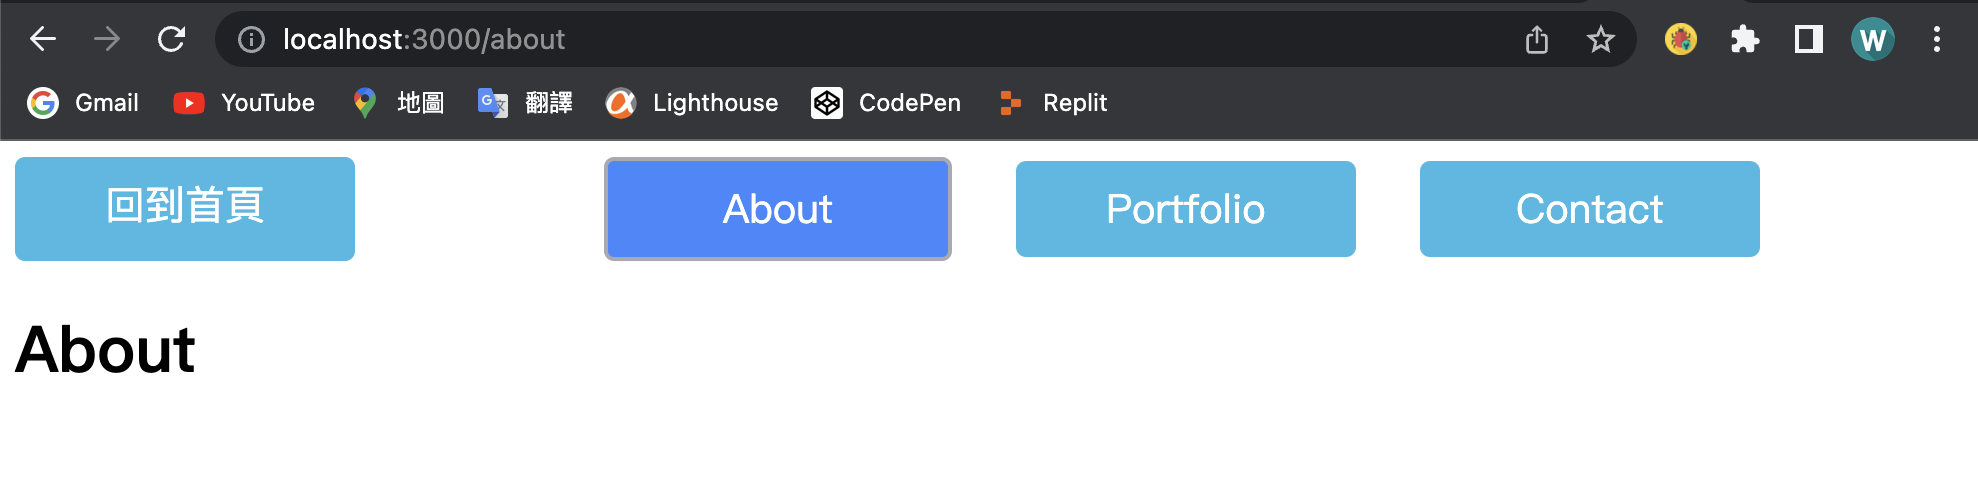 localhost:3000/about
W
Gmail YouTube 地圖 翻譯 Lighthouse CodePen Replit
回到首頁 About Portfolio Contact
About